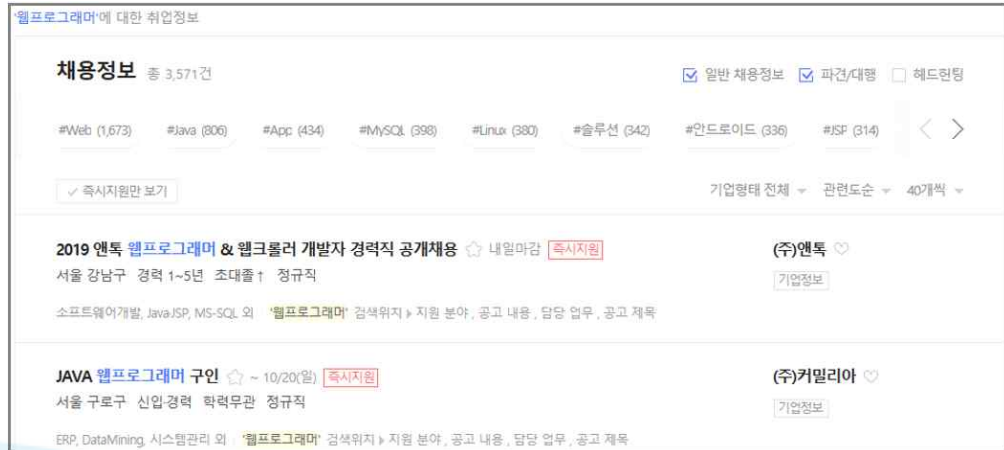 '웹프로그래머'에 대한 취업정보
채용정보 총 3,571건
일반 채용정보 파견/대행 헤드헌팅
#Web (1,673) #Java (806) #App (434) #MySQL (398) #Linux (380) #솔루션 (342) #안드로이드 (336) #JSP (314)
즉시지원만 보기
기업형태 전체 관련도순 40개씩
2019 앤톡 웹프로그래머 & 웹크롤러 개발자 경력직 공개채용 내일마감 즉시지원
(주)앤톡
서울 강남구 경력 1~5년 초대졸↑ 정규직
기업정보
소프트웨어개발, Java·JSP, MS-SQL 외 '웹프로그래머' 검색위치 ▸ 지원 분야 , 공고 내용 , 담당 업무 , 공고 제목
JAVA 웹프로그래머 구인 ~ 10/20(일) 즉시지원
(주)커밀리아
서울 구로구 신입·경력 학력무관 정규직
기업정보
ERP, DataMining, 시스템관리 외 '웹프로그래머' 검색위치 ▸ 지원 분야 , 공고 내용 , 담당 업무 , 공고 제목